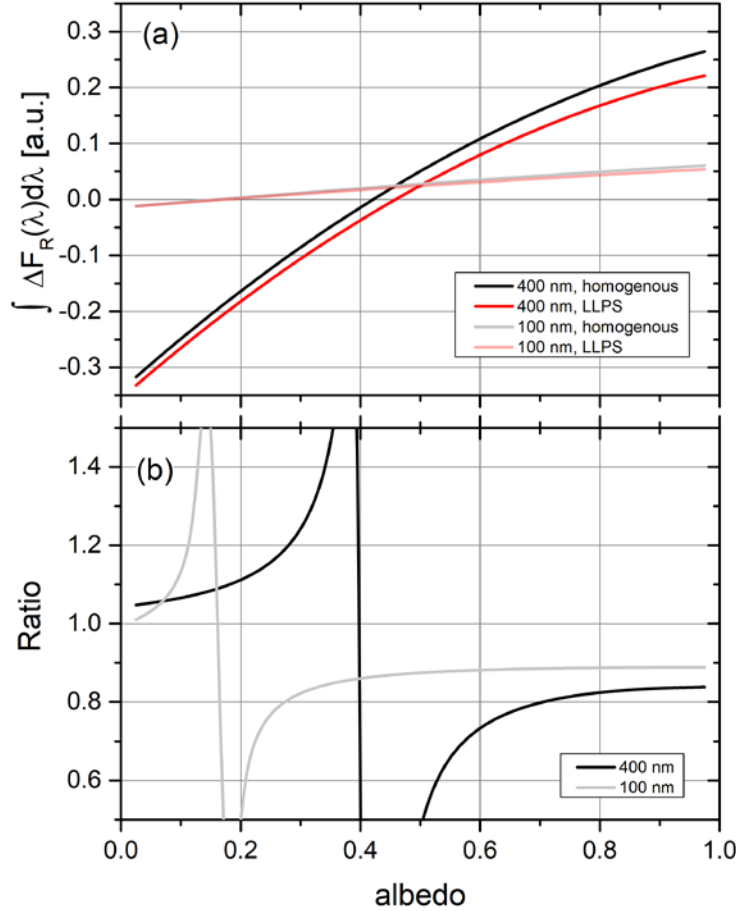 (a)
0.3
0.2
0.1
0.0
-0.1
-0.2
-0.3
∫ ΔF_R(λ)dλ [a.u.]
400 nm, homogenous
400 nm, LLPS
100 nm, homogenous
100 nm, LLPS
(b)
1.4
1.2
1.0
0.8
0.6
Ratio
400 nm
100 nm
0.0 0.2 0.4 0.6 0.8 1.0
albedo